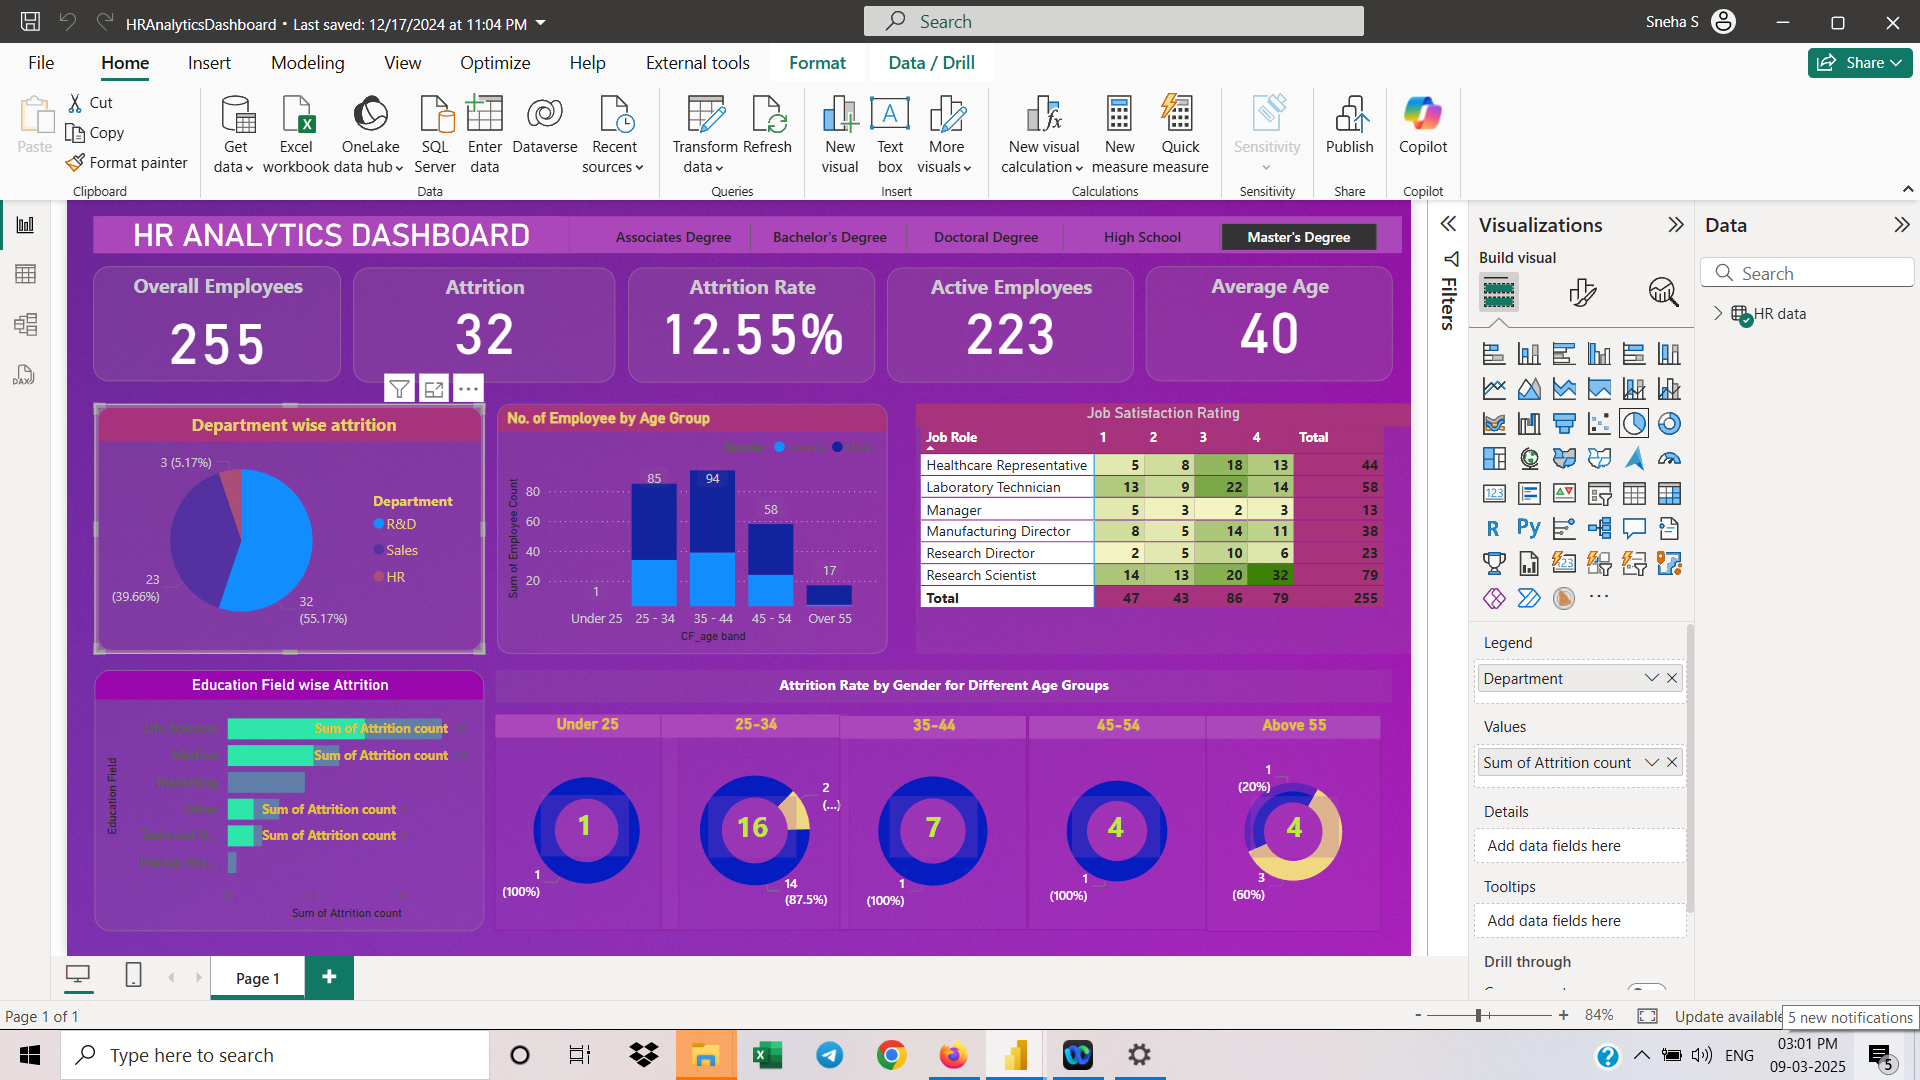 HRAnalyticsDashboard • Last saved: 12/17/2024 at 11:04 PM
Search
Sneha S
File Home Insert Modeling View Optimize Help External tools Format Data / Drill
Share
Paste
Cut
Copy
Format painter
Clipboard
Get data
Excel workbook
OneLake data hub
SQL Server
Enter data
Dataverse
Recent sources
Data
Transform data
Refresh
Queries
New visual
Text box
More visuals
Insert
New visual calculation
New measure
Quick measure
Calculations
Sensitivity
Sensitivity
Publish
Share
Copilot
Copilot
HR ANALYTICS DASHBOARD
Associates Degree Bachelor's Degree Doctoral Degree High School Master's Degree
Overall Employees
255
Attrition
32
Attrition Rate
12.55%
Active Employees
223
Average Age
40
Department wise attrition
3 (5.17%)
23
(39.66%)
32
(55.17%)
Department
R&D
Sales
HR
No. of Employee by Age Group
Gender
Sum of Employee Count
80
60
40
20
1
85
94
58
17
Under 25 25 - 34 35 - 44 45 - 54 Over 55
CF_age band
Job Satisfaction Rating
Job Role 1 2 3 4 Total
Healthcare Representative 5 8 18 13 44
Laboratory Technician 13 9 22 14 58
Manager 5 3 2 3 13
Manufacturing Director 8 5 14 11 38
Research Director 2 5 10 6 23
Research Scientist 14 13 20 32 79
Total 47 43 86 79 255
Education Field wise Attrition
Education Field
Life Sciences Sum of Attrition count
Medical Sum of Attrition count
Marketing
Other Sum of Attrition count
Technical D... Sum of Attrition count
Human Res...
Sum of Attrition count
Attrition Rate by Gender for Different Age Groups
Under 25
1
1
(100%)
25-34
16
2
(...)
14
(87.5%)
35-44
7
1
(100%)
45-54
4
1
(100%)
Above 55
1
(20%)
4
3
(60%)
Filters
Visualizations
Build visual
Legend
Department
Values
Sum of Attrition count
Details
Add data fields here
Tooltips
Add data fields here
Drill through
Data
Search
HR data
Page 1
Page 1 of 1
84%
Update available
5 new notifications
Type here to search
ENG
03:01 PM
09-03-2025
5